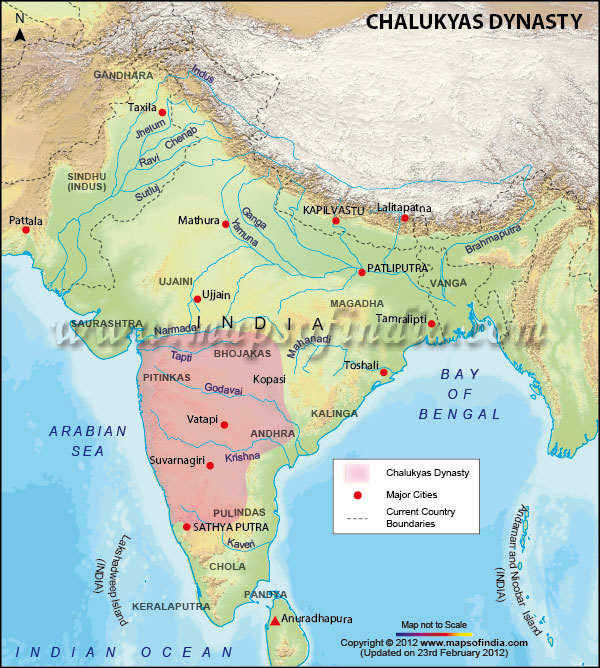 CHALUKYAS DYNASTY
N
GANDHARA
Indus
Taxila
Jhelum
Chenab
Ravi
SINDHU
(INDUS)
Sutluj
Pattala
Mathura
Ganga
Yamuna
KAPILVASTU
Lalitapatna
Brahmaputra
PATLIPUTRA
UJAINI
Ujjain
MAGADHA
VANGA
SAURASHTRA
Narmada
INDIA
Tamralipti
www.mapsofindia.com
Tapti
BHOJAKAS
Mahanadi
Toshali
PITINKAS
Kopasi
Godavai
BAY
OF
BENGAL
KALINGA
Vatapi
ANDHRA
ARABIAN
SEA
Krishna
Suvarnagiri
Chalukyas Dynasty
Major Cities
Current Country
Boundaries
PULINDAS
SATHYA PUTRA
Kaveri
Lakshadweep Island
(INDIA)
Andaman and Nicobar Island
(INDIA)
CHOLA
PANDYA
KERALAPUTRA
Anuradhapura
Map not to Scale
Copyright © 2012 www.mapsofindia.com
(Updated on 23rd February 2012)
INDIAN OCEAN